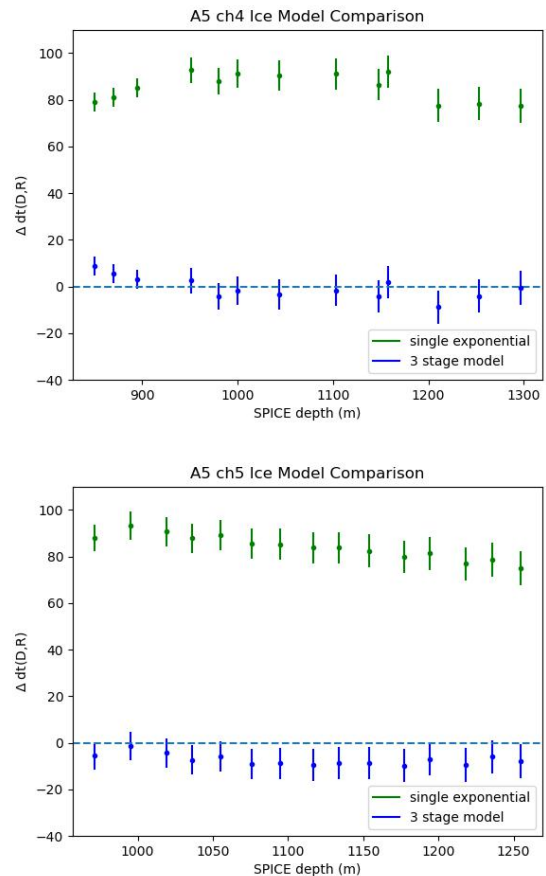 A5 ch4 Ice Model Comparison
100
80
60
40
20
0
−20
−40
Δ dt(D,R)
single exponential
3 stage model
900 1000 1100 1200 1300
SPICE depth (m)
A5 ch5 Ice Model Comparison
100
80
60
40
20
0
−20
−40
Δ dt(D,R)
single exponential
3 stage model
1000 1050 1100 1150 1200 1250
SPICE depth (m)